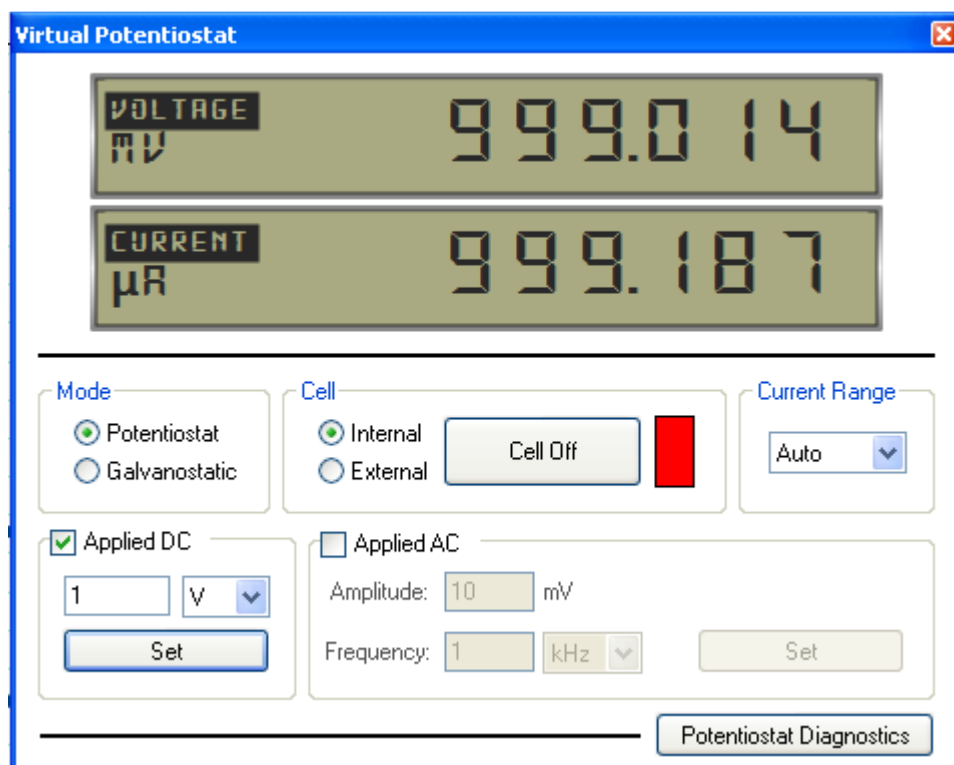 Virtual Potentiostat
VOLTAGE
mV 999.014
CURRENT
µA 999.187
Mode
Potentiostat
Galvanostatic
Cell
Internal
External
Cell Off
Current Range
Auto
Applied DC
1 V
Set
Applied AC
Amplitude: 10 mV
Frequency: 1 kHz
Set
Potentiostat Diagnostics